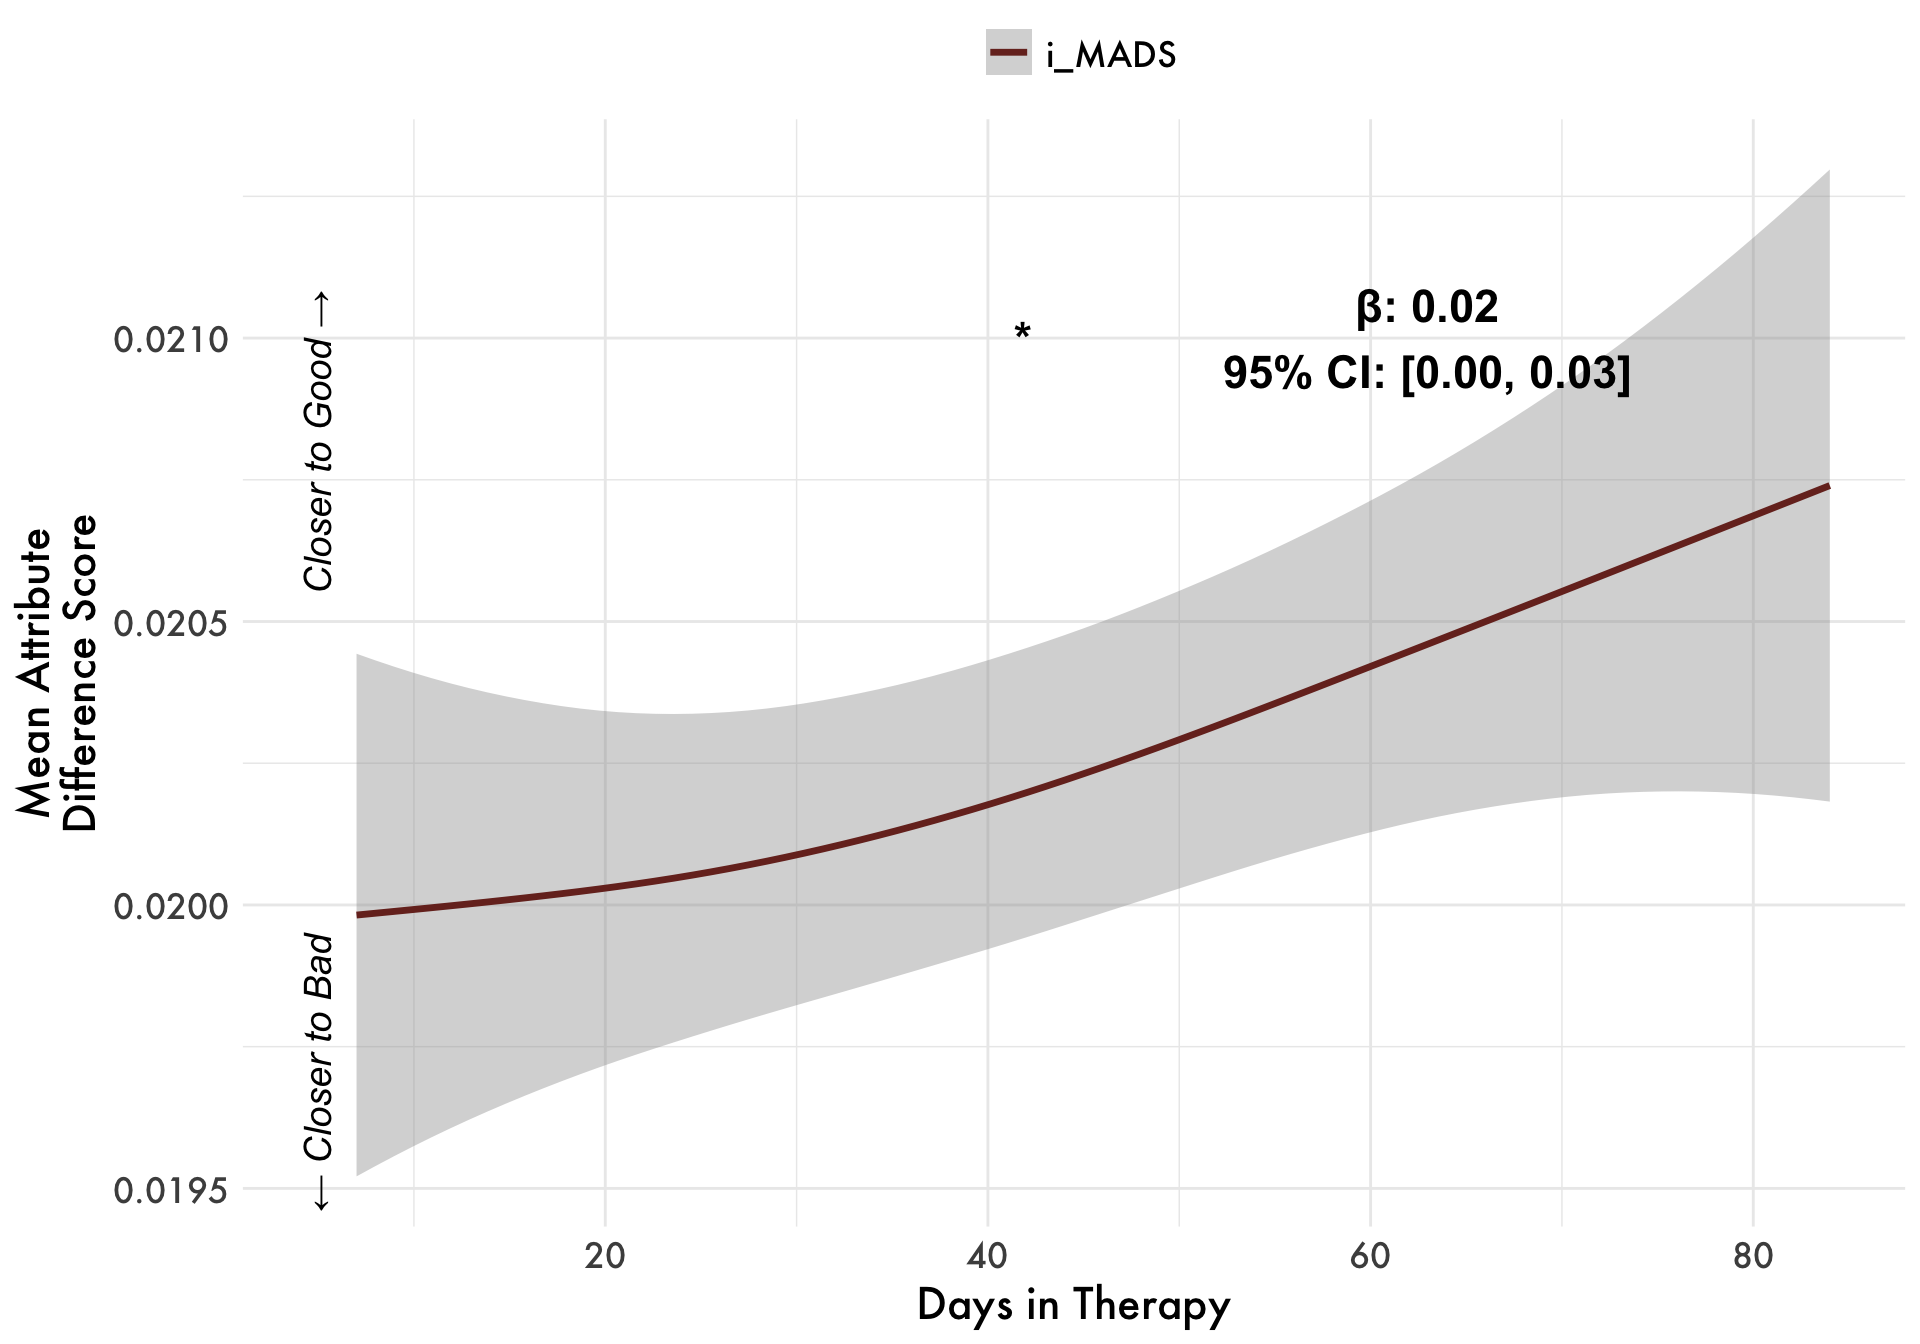 i_MADS
Closer to Good →
← Closer to Bad
*
β: 0.02
95% CI: [0.00, 0.03]
0.0210
0.0205
0.0200
0.0195
Mean Attribute
Difference Score
20
40
60
80
Days in Therapy